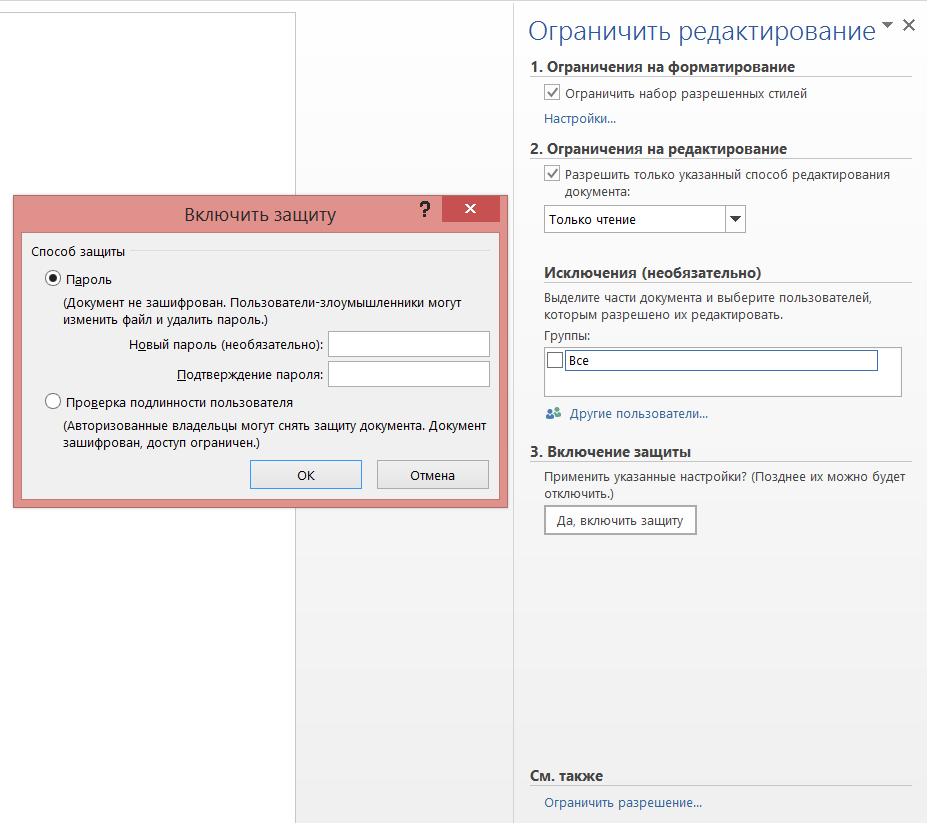 Ограничить редактирование
1. Ограничения на форматирование
Ограничить набор разрешенных стилей
Настройки...
2. Ограничения на редактирование
Разрешить только указанный способ редактирования
документа:
Только чтение
Исключения (необязательно)
Выделите части документа и выберите пользователей,
которым разрешено их редактировать.
Группы:
Все
Другие пользователи...
3. Включение защиты
Применить указанные настройки? (Позднее их можно будет
отключить.)
Да, включить защиту
См. также
Ограничить разрешение...
Включить защиту
?
Способ защиты
Пароль
(Документ не зашифрован. Пользователи-злоумышленники могут
изменить файл и удалить пароль.)
Новый пароль (необязательно):
Подтверждение пароля:
Проверка подлинности пользователя
(Авторизованные владельцы могут снять защиту документа. Документ
зашифрован, доступ ограничен.)
ОК
Отмена